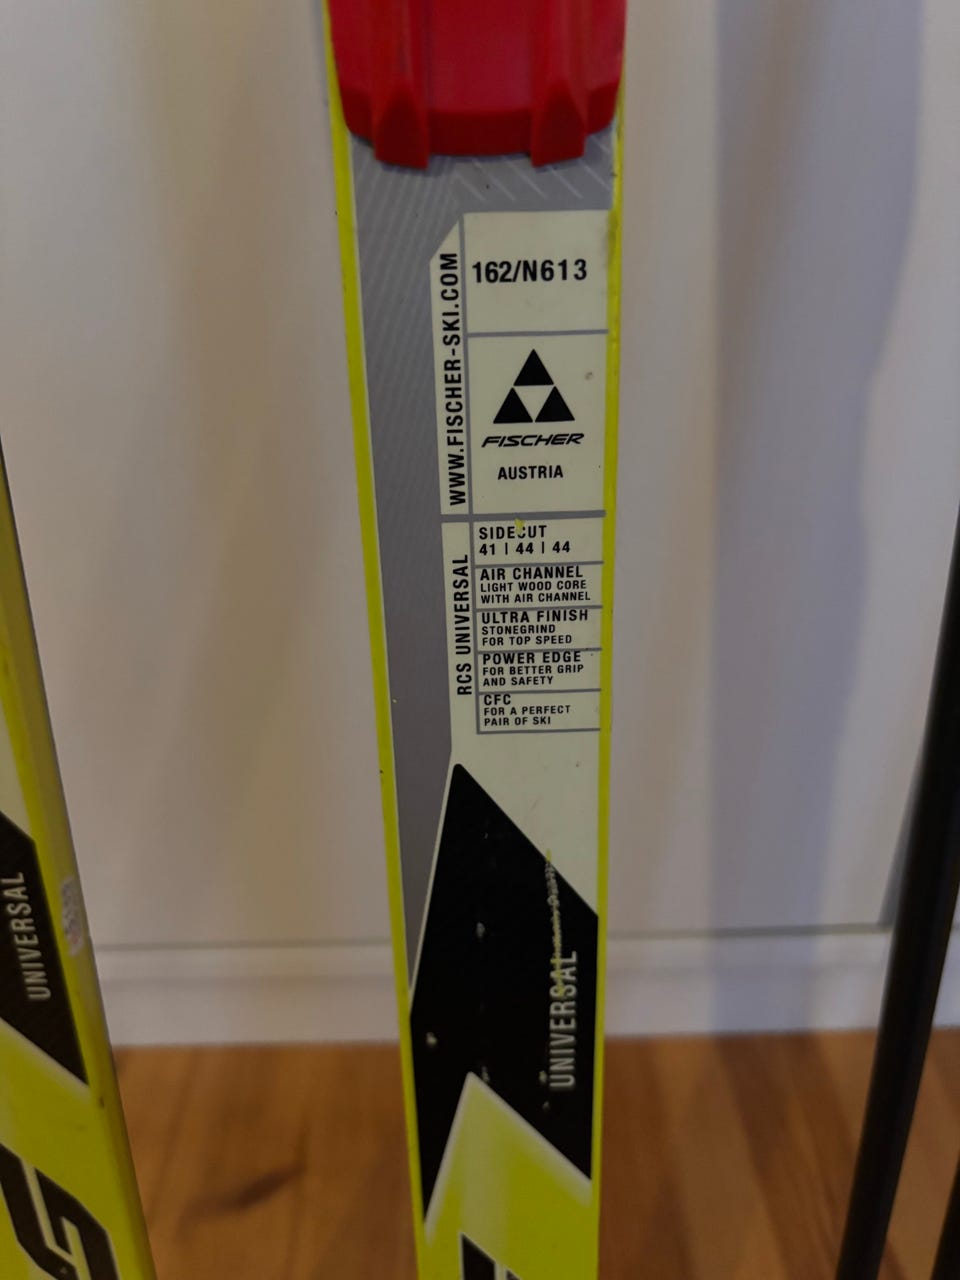 162/N613
WWW.FISCHER-SKI.COM
FISCHER
AUSTRIA
RCS UNIVERSAL
SIDECUT
41 | 44 | 44
AIR CHANNEL
LIGHT WOOD CORE
WITH AIR CHANNEL
ULTRA FINISH
STONEGRIND
FOR TOP SPEED
POWER EDGE
FOR BETTER GRIP
AND SAFETY
CFC
FOR A PERFECT
PAIR OF SKI
UNIVERSAL
UNIVERSAL
S